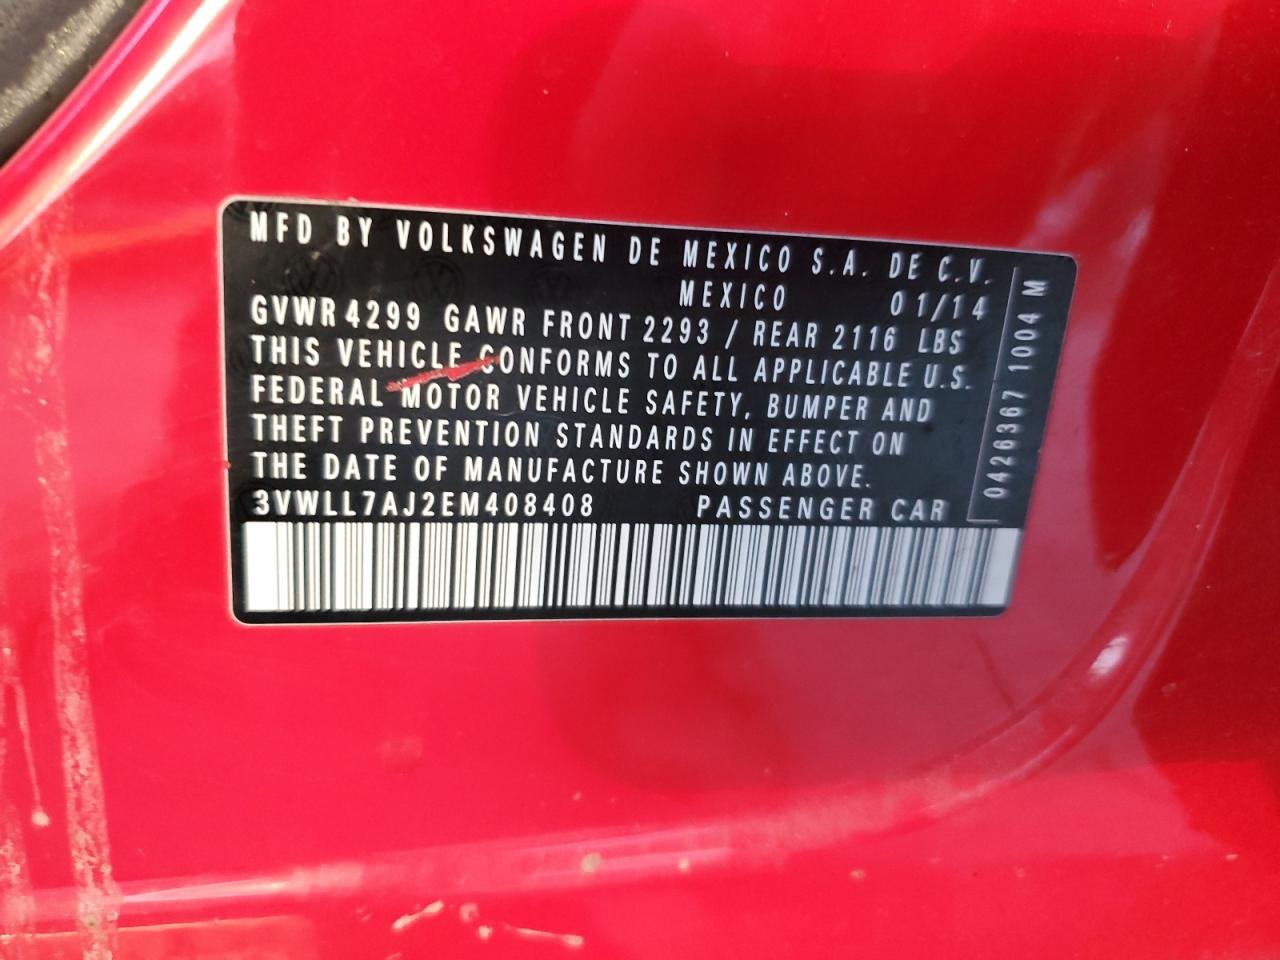 MFD BY VOLKSWAGEN DE MEXICO S.A. DE C.V.
MEXICO 01/14
GVWR 4299 GAWR FRONT 2293 / REAR 2116 LBS
THIS VEHICLE CONFORMS TO ALL APPLICABLE U.S.
FEDERAL MOTOR VEHICLE SAFETY, BUMPER AND
THEFT PREVENTION STANDARDS IN EFFECT ON
THE DATE OF MANUFACTURE SHOWN ABOVE.
3VWLL7AJ2EM408408 PASSENGER CAR
0426367 1004 M